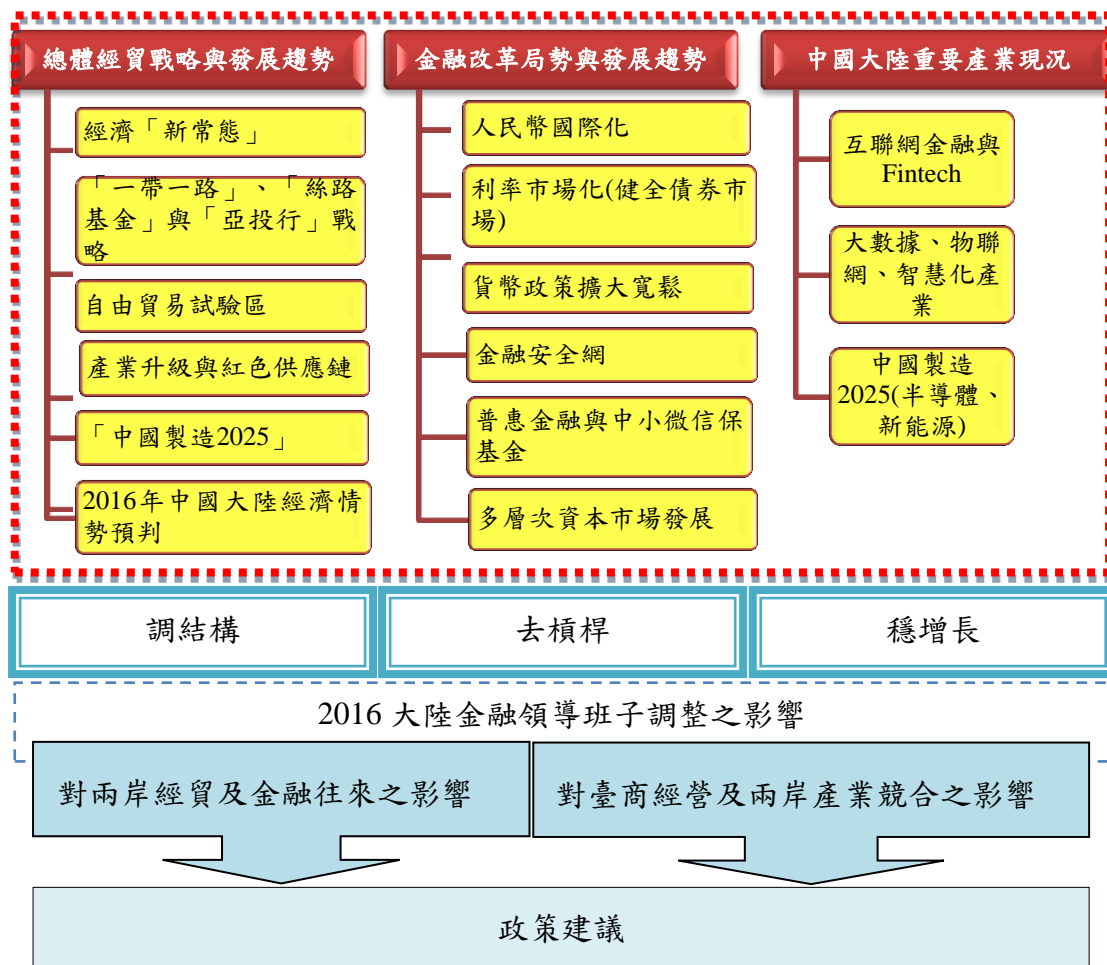 總體經貿戰略與發展趨勢
經濟「新常態」
「一帶一路」、「絲路
基金」與「亞投行」戰
略
自由貿易試驗區
產業升級與紅色供應鏈
「中國製造2025」
2016年中國大陸經濟情
勢預判
金融改革局勢與發展趨勢
人民幣國際化
利率市場化(健全債券市
場)
貨幣政策擴大寬鬆
金融安全網
普惠金融與中小微信保
基金
多層次資本市場發展
中國大陸重要產業現況
互聯網金融與
Fintech
大數據、物聯
網、智慧化產
業
中國製造
2025(半導體、
新能源)
調結構
去槓桿
穩增長
2016 大陸金融領導班子調整之影響
對兩岸經貿及金融往來之影響
對臺商經營及兩岸產業競合之影響
政策建議